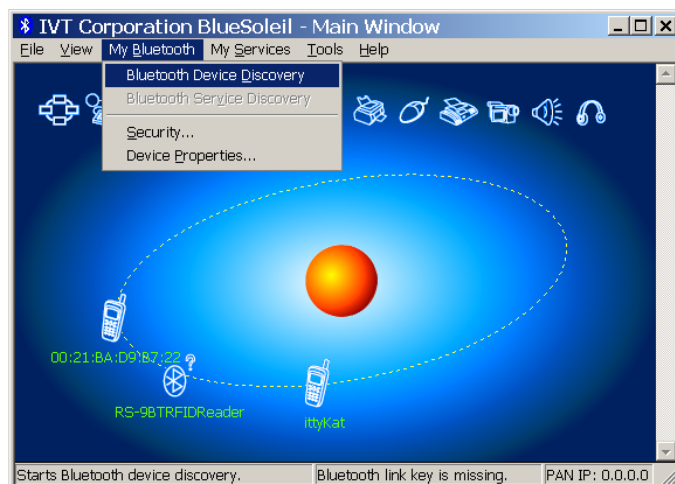 IVT Corporation BlueSoleil - Main Window
File View My Bluetooth My Services Tools Help
Bluetooth Device Discovery
Bluetooth Service Discovery
Security...
Device Properties...
00:21:BA:D9:B7:22
?
RS-9BTRFIDReader
ittyKat
Starts Bluetooth device discovery. Bluetooth link key is missing. PAN IP: 0.0.0.0